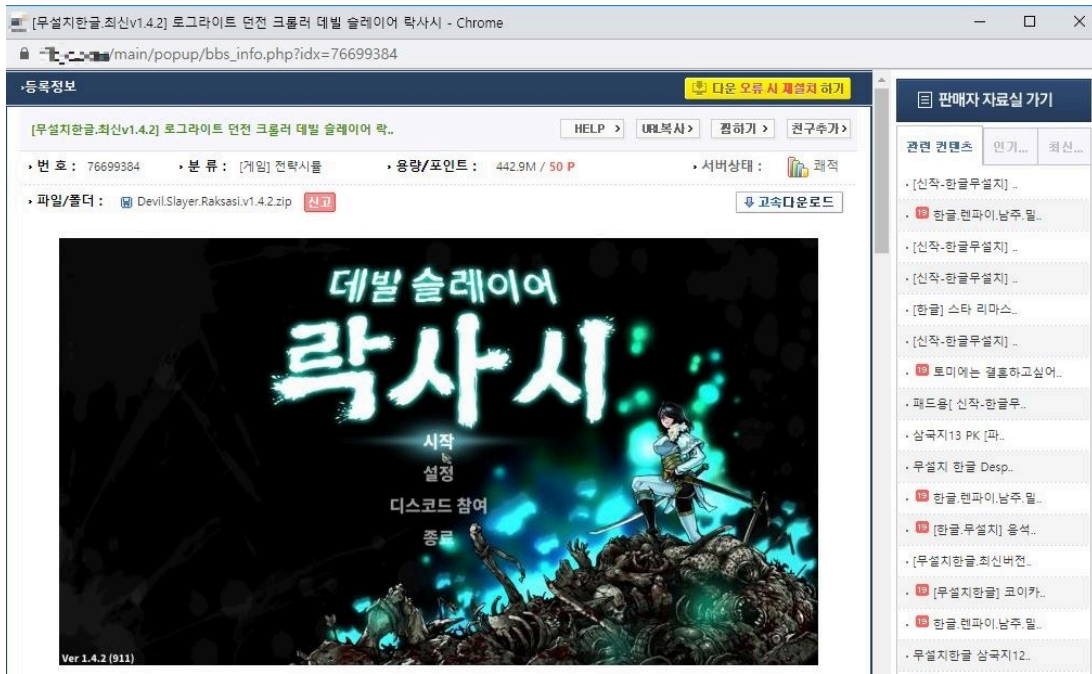 [무설치한글.최신v1.4.2] 로그라이트 던전 크롤러 데빌 슬레이어 락사시 - Chrome
/main/popup/bbs_info.php?idx=76699384
등록정보
다운 오류 시 재설치 하기
[무설치한글.최신v1.4.2] 로그라이트 던전 크롤러 데빌 슬레이어 락..
HELP >
URL복사>
찜하기 >
친구추가>
번 호 : 76699384
분 류 : [게임] 전략시뮬
용량/포인트 : 442.9M / 50 P
서버상태 : 쾌적
파일/폴더 : Devil.Slayer.Raksasi.v1.4.2.zip 신고
고속다운로드
데빌 슬레이어
락사시
시작
설정
디스코드 참여
종료
Ver 1.4.2 (911)
판매자 자료실 가기
관련 컨텐츠
인기...
최신...
[신작-한글무설치] ..
19 한글.렌파이.남주.밀..
[신작-한글무설치] ..
[신작-한글무설치] ..
[한글] 스타 리마스..
[신작-한글무설치] ..
19 토미에는 결혼하고싶어..
패드용[ 신작-한글무..
삼국지13 PK [파..
무설치 한글 Desp..
19 한글.렌파이.남주.밀..
19 [한글.무설치] 응석..
[무설치한글.최신버전..
19 [무설치한글] 코이카..
19 한글.렌파이.남주.밀..
무설치한글 삼국지12..